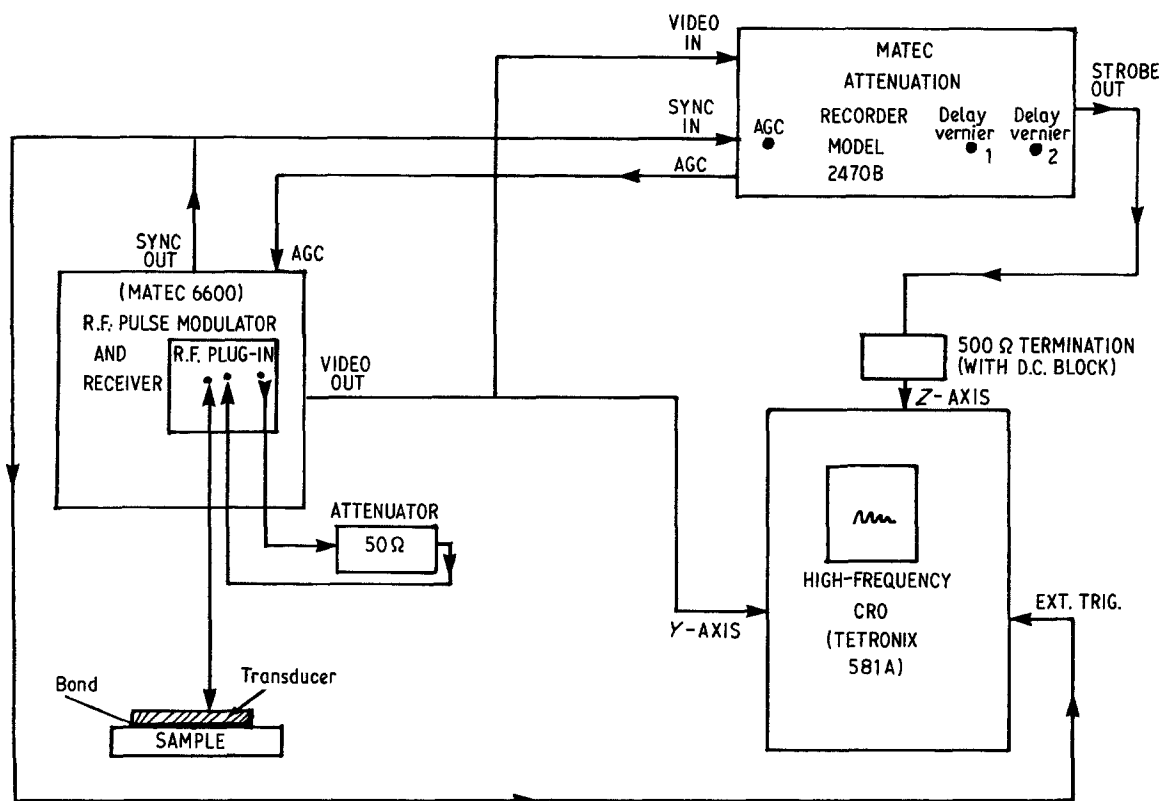 VIDEO
IN
MATEC
ATTENUATION
RECORDER
MODEL
2470B
AGC
Delay
vernier
1
Delay
vernier
2
STROBE
OUT
SYNC
IN
AGC
SYNC
OUT
AGC
(MATEC 6600)
R.F. PULSE MODULATOR
AND
RECEIVER
R.F. PLUG-IN
VIDEO
OUT
500 Ω TERMINATION
(WITH D.C. BLOCK)
Z-AXIS
ATTENUATOR
50 Ω
HIGH-FREQUENCY
CRO
(TETRONIX
581A)
Y-AXIS
EXT. TRIG.
Bond
Transducer
SAMPLE